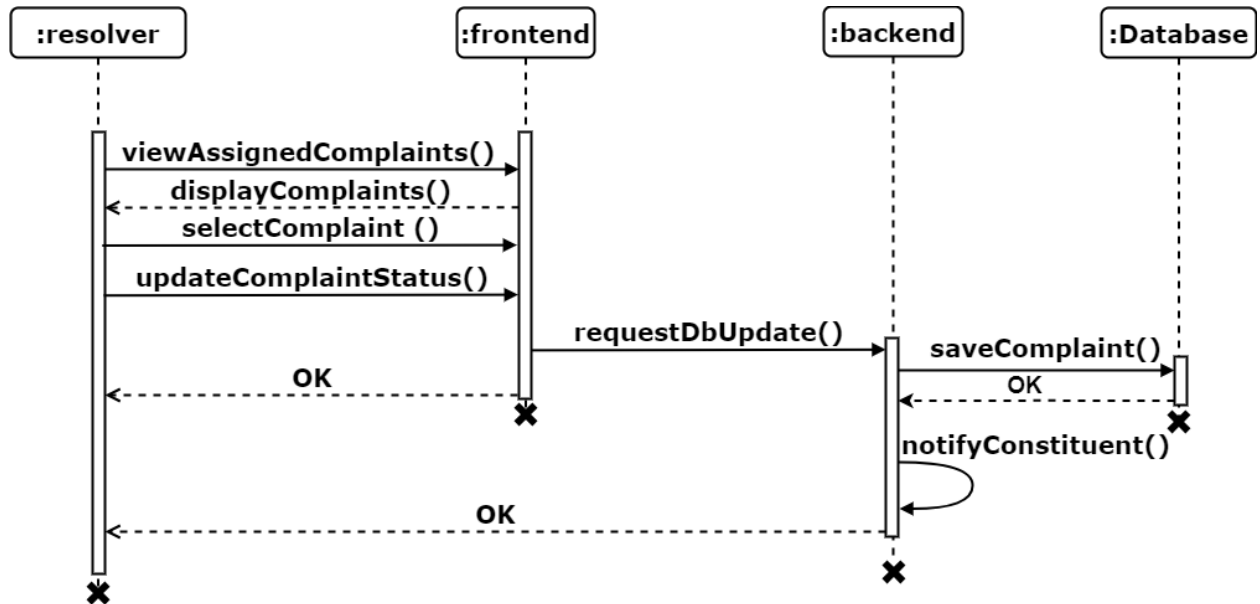 :resolver
:frontend
:backend
:Database
viewAssignedComplaints()
displayComplaints()
selectComplaint ()
updateComplaintStatus()
requestDbUpdate()
saveComplaint()
OK
OK
notifyConstituent()
OK